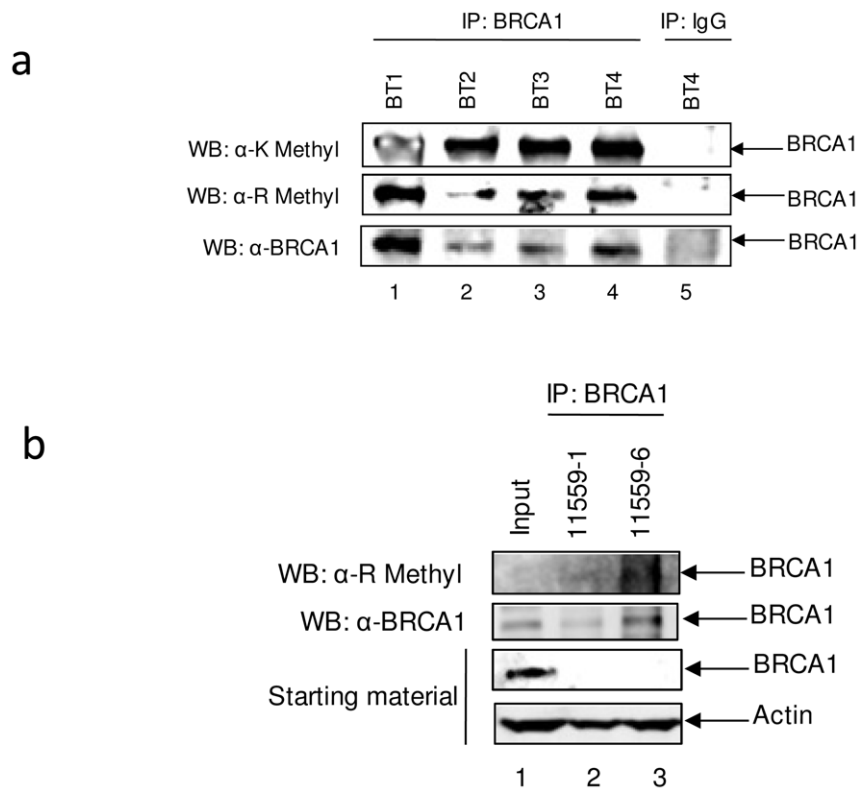 a
IP: BRCA1 IP: IgG
BT1 BT2 BT3 BT4 BT4
WB: α-K Methyl BRCA1
WB: α-R Methyl BRCA1
WB: α-BRCA1 BRCA1
1 2 3 4 5
b
IP: BRCA1
Input 11559-1 11559-6
WB: α-R Methyl BRCA1
WB: α-BRCA1 BRCA1
BRCA1
Starting material
Actin
1 2 3